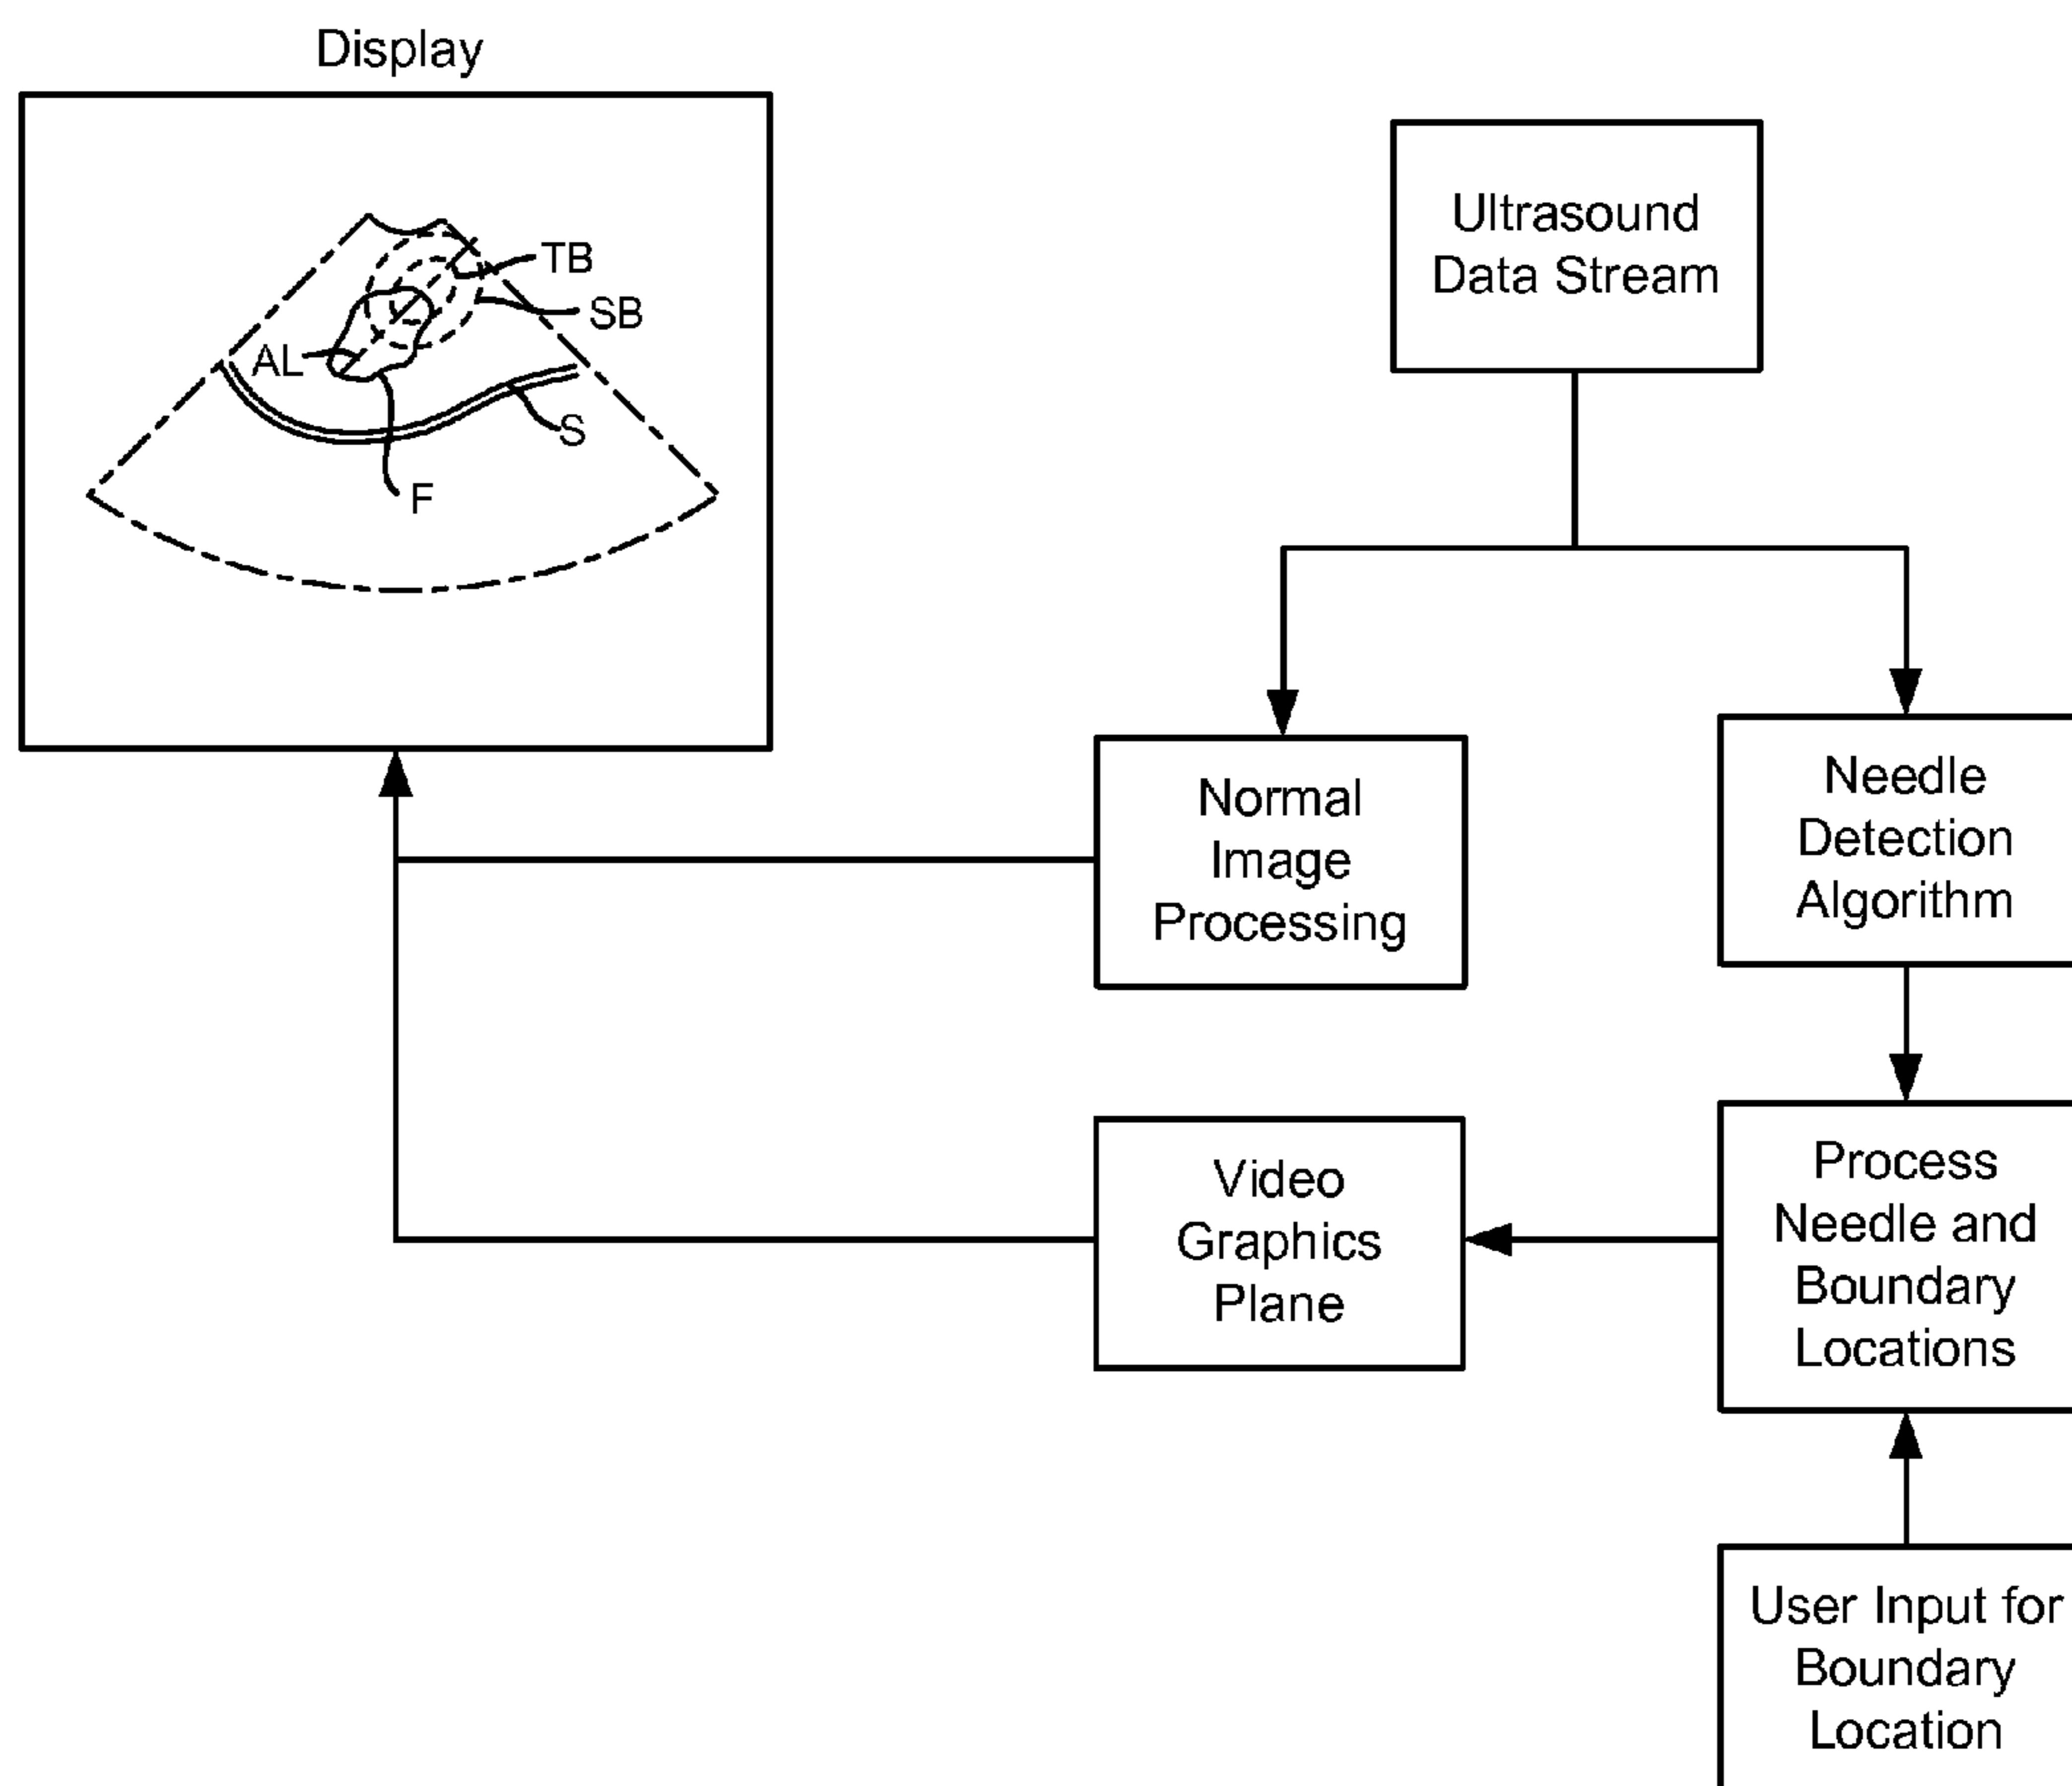 Display
TB
SB
AL
S
F
Ultrasound
Data Stream
Normal
Image
Processing
Needle
Detection
Algorithm
Video
Graphics
Plane
Process
Needle and
Boundary
Locations
User Input for
Boundary
Location